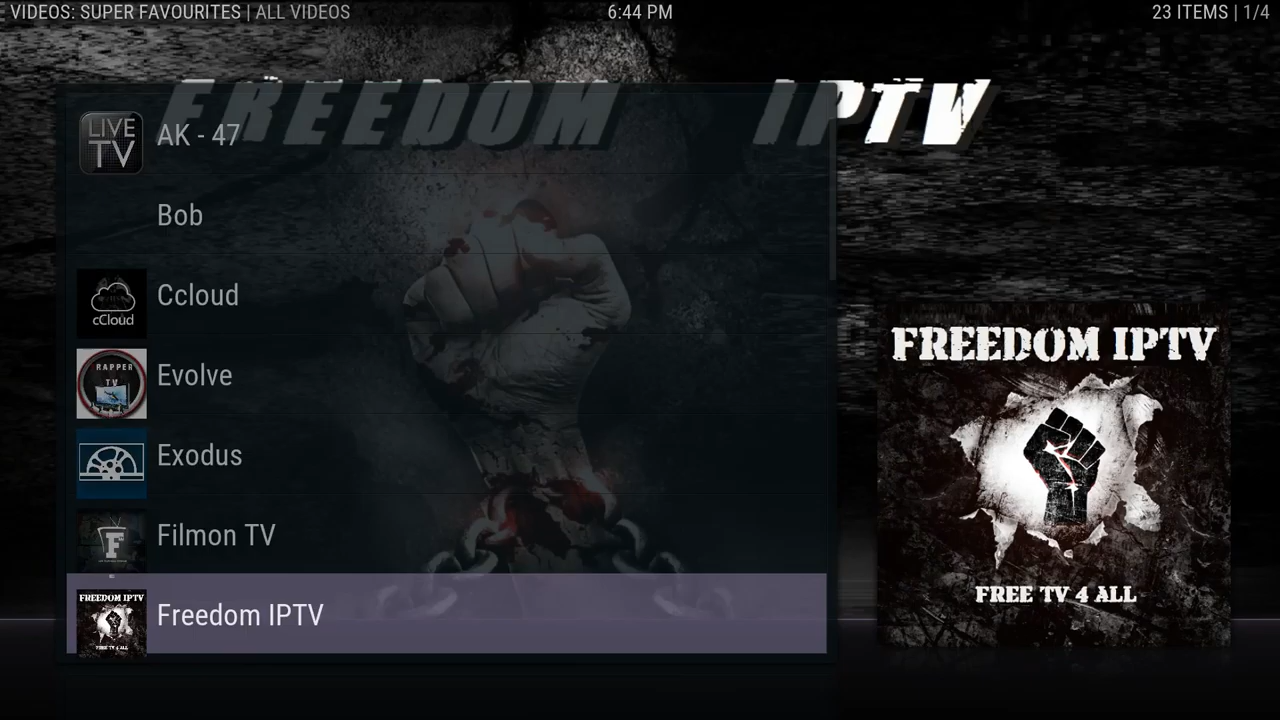 VIDEOS: SUPER FAVOURITES | ALL VIDEOS
6:44 PM
23 ITEMS | 1/4
FREEDOM IPTV
LIVE
TV
AK - 47
Bob
cCloud
Ccloud
RAPPER
TV
Evolve
Exodus
F
Filmon TV
FREEDOM IPTV
FREE TV 4 ALL
Freedom IPTV
FREEDOM IPTV
FREE TV 4 ALL